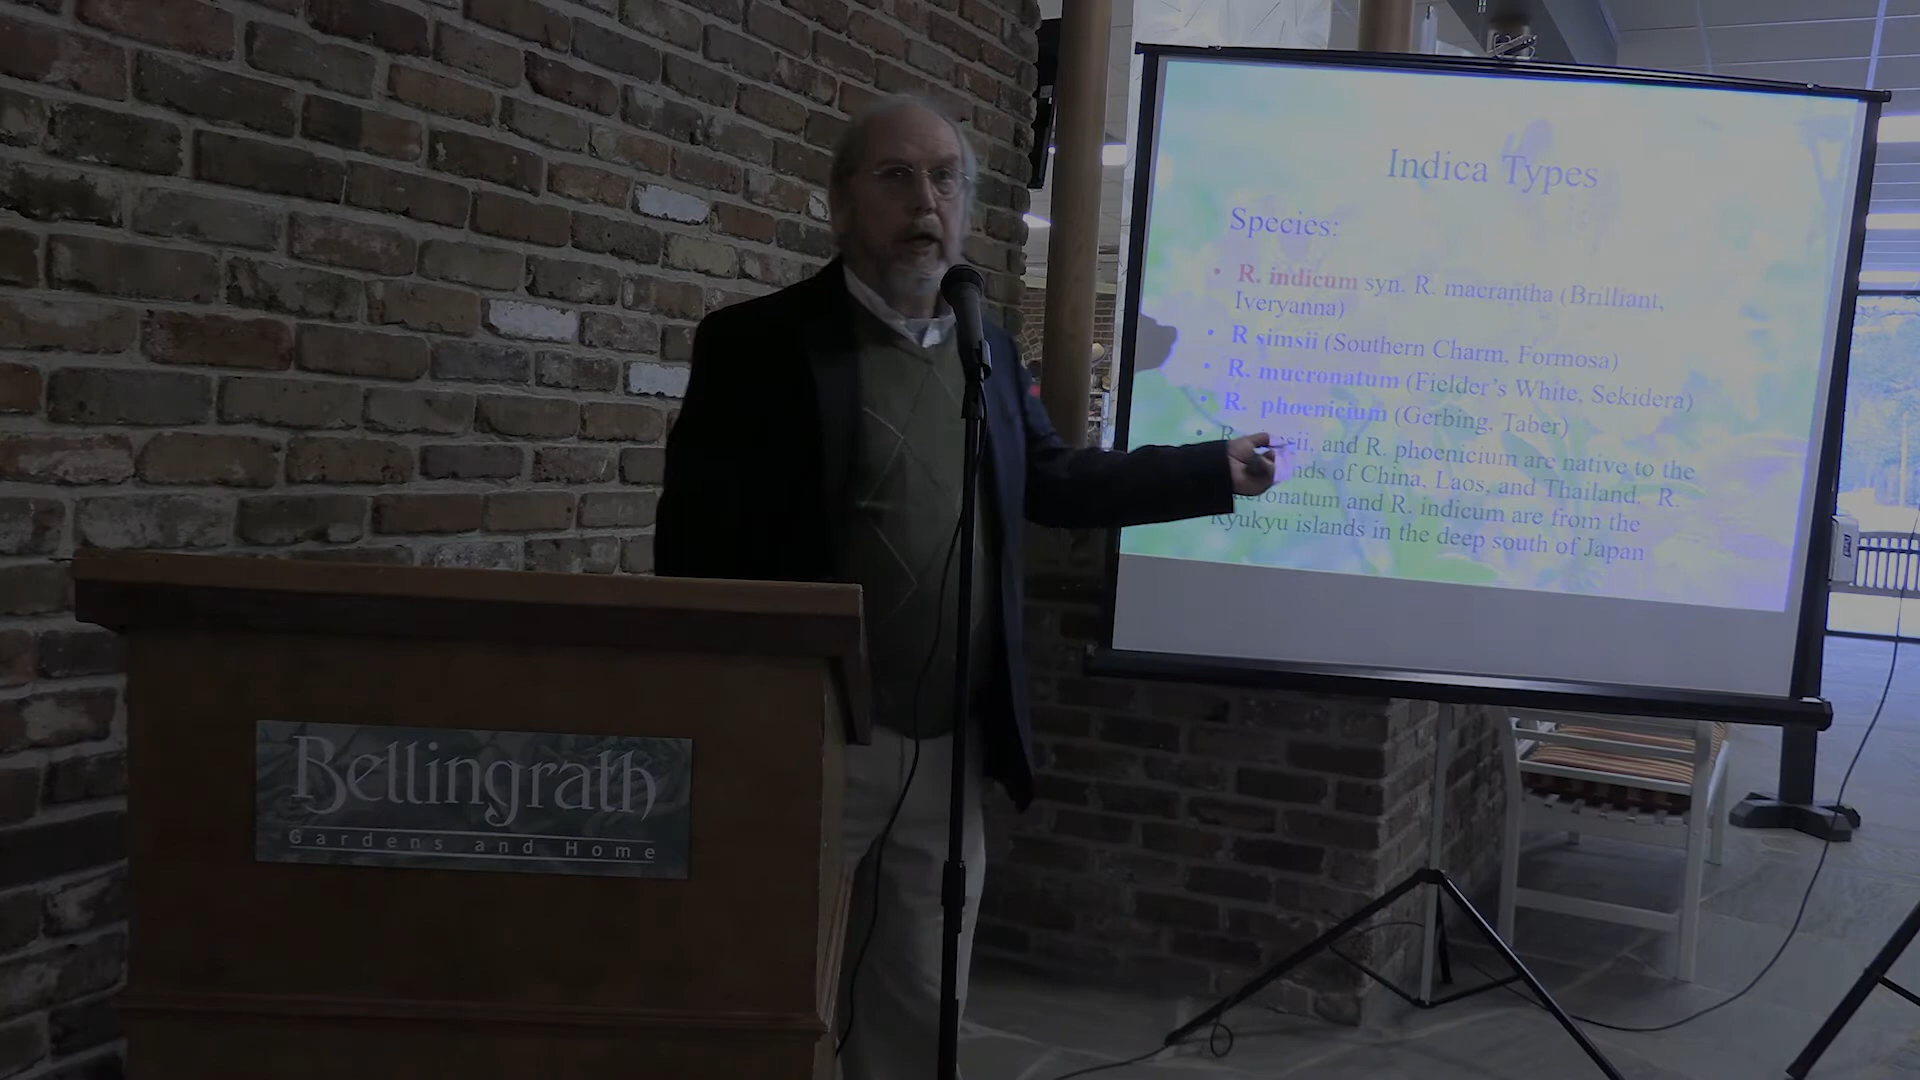 Indica Types
Species:
• R. indicum syn. R. macrantha (Brilliant,
Iveryanna)
• R simsii (Southern Charm, Formosa)
• R. mucronatum (Fielder's White, Sekidera)
• R. phoenicium (Gerbing, Taber)
• R. and R. phoenicium are native to the
of China, Laos, and Thailand. R.
and R. indicum are from the
Ryukyu islands in the deep south of Japan
Bellingrath
Gardens and Home